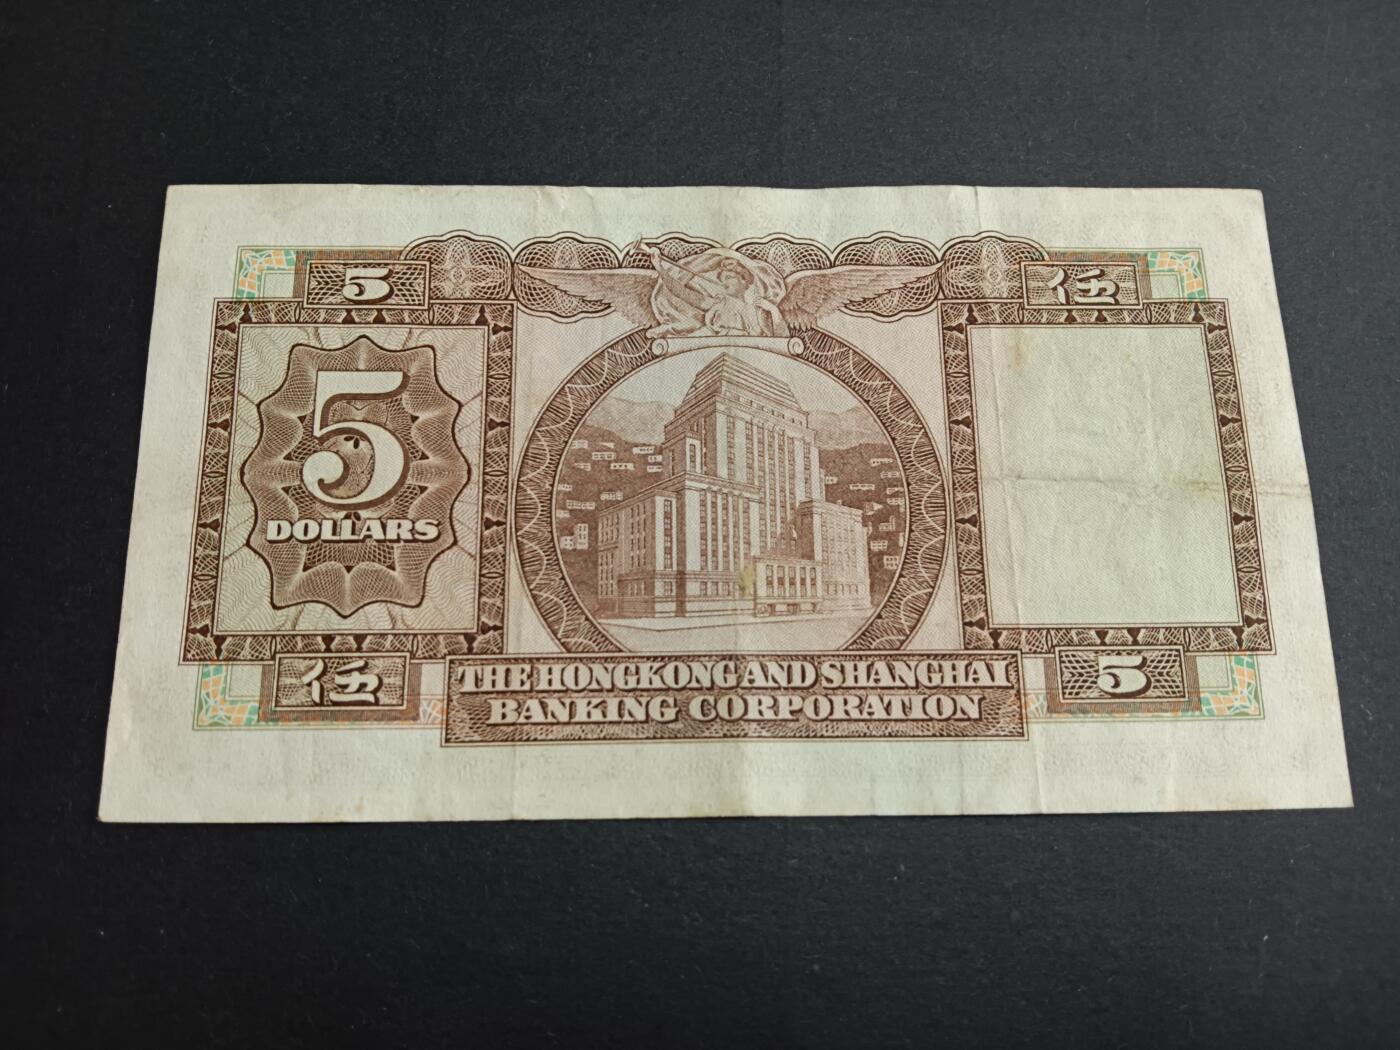 5
伍
5
DOLLARS
伍
5
THE HONGKONG AND SHANGHAI
BANKING CORPORATION